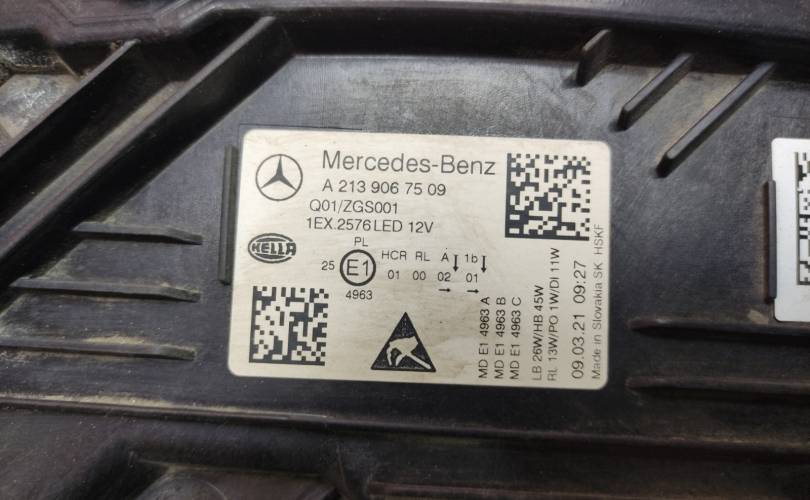 Mercedes-Benz
A 213 906 75 09
Q01/ZGS001
1EX.2576 LED 12V
HELLA
PL
HCR RL A 1b
25 E1 01 00 02 01
4963
MD E1 4963 A
MD E1 4963 B
MD E1 4963 C
LB 26W/HB 45W
RL 13W/PO 1W/DI 11W
09.03.21 09:27
Made in Slovakia SK HSKF